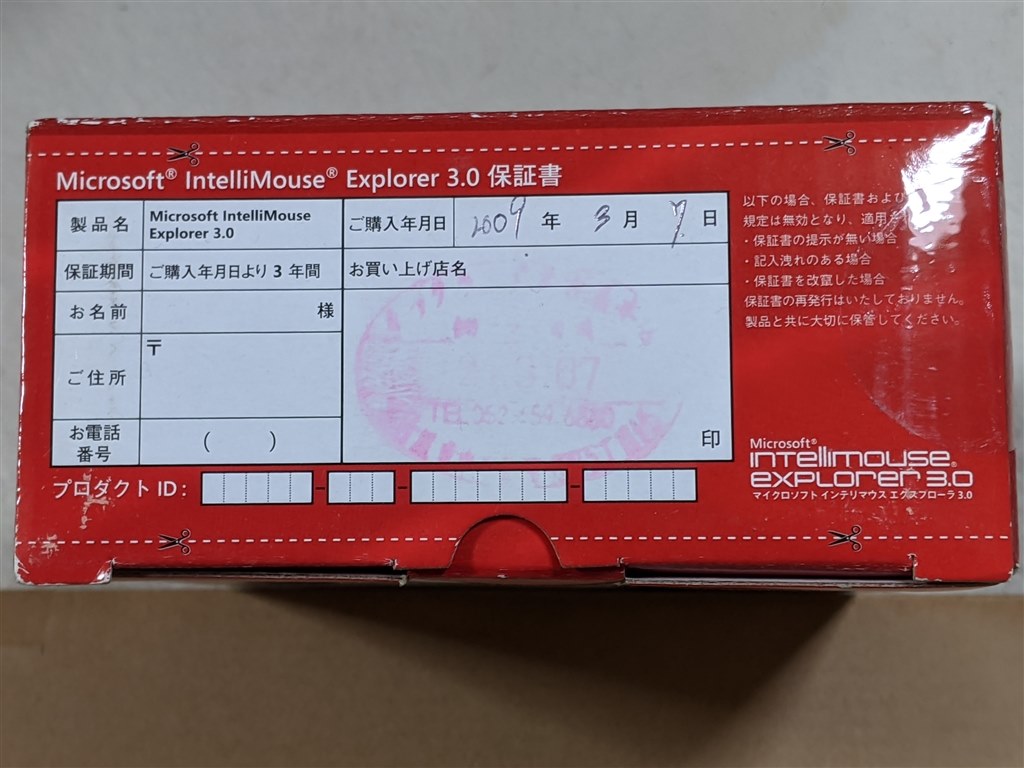 Microsoft® IntelliMouse® Explorer 3.0 保証書
製品名
Microsoft IntelliMouse
Explorer 3.0
ご購入年月日
2009 年 3 月 7 日
保証期間
ご購入年月日より 3 年間
お買い上げ店名
お名前
様
ご住所
〒
お電話
番号
( )
印
プロダクト ID :
以下の場合、保証書および
規定は無効となり、適用
・保証書の提示が無い場合
・記入洩れのある場合
・保証書を改竄した場合
保証書の再発行はいたしておりません。
製品と共に大切に保管してください。
Microsoft®
intellimouse®
explorer 3.0
マイクロソフト インテリマウス エクスプローラ 3.0